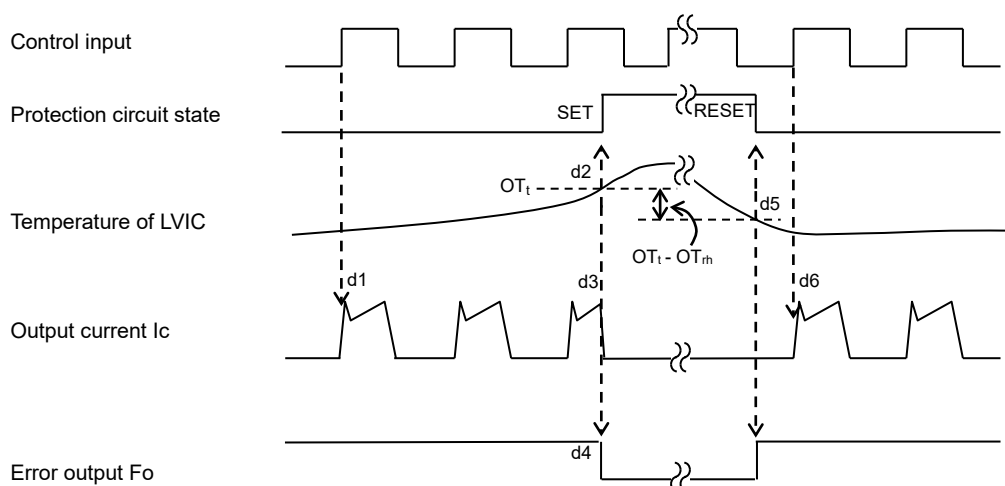 Control input
Protection circuit state
SET
RESET
d2
OTt
d5
Temperature of LVIC
OTt - OTrh
d1
d3
d6
Output current Ic
d4
Error output Fo